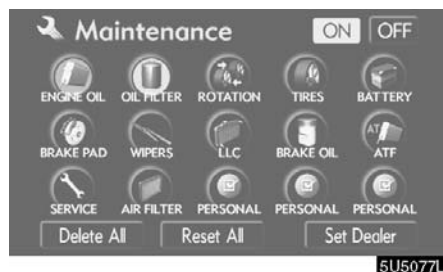 Maintenance ON OFF
ENGINE OIL OIL FILTER ROTATION TIRES BATTERY
BRAKE PAD WIPERS LLC BRAKE OIL AT ATF
SERVICE AIR FILTER PERSONAL PERSONAL PERSONAL
Delete All Reset All Set Dealer
5U5077L